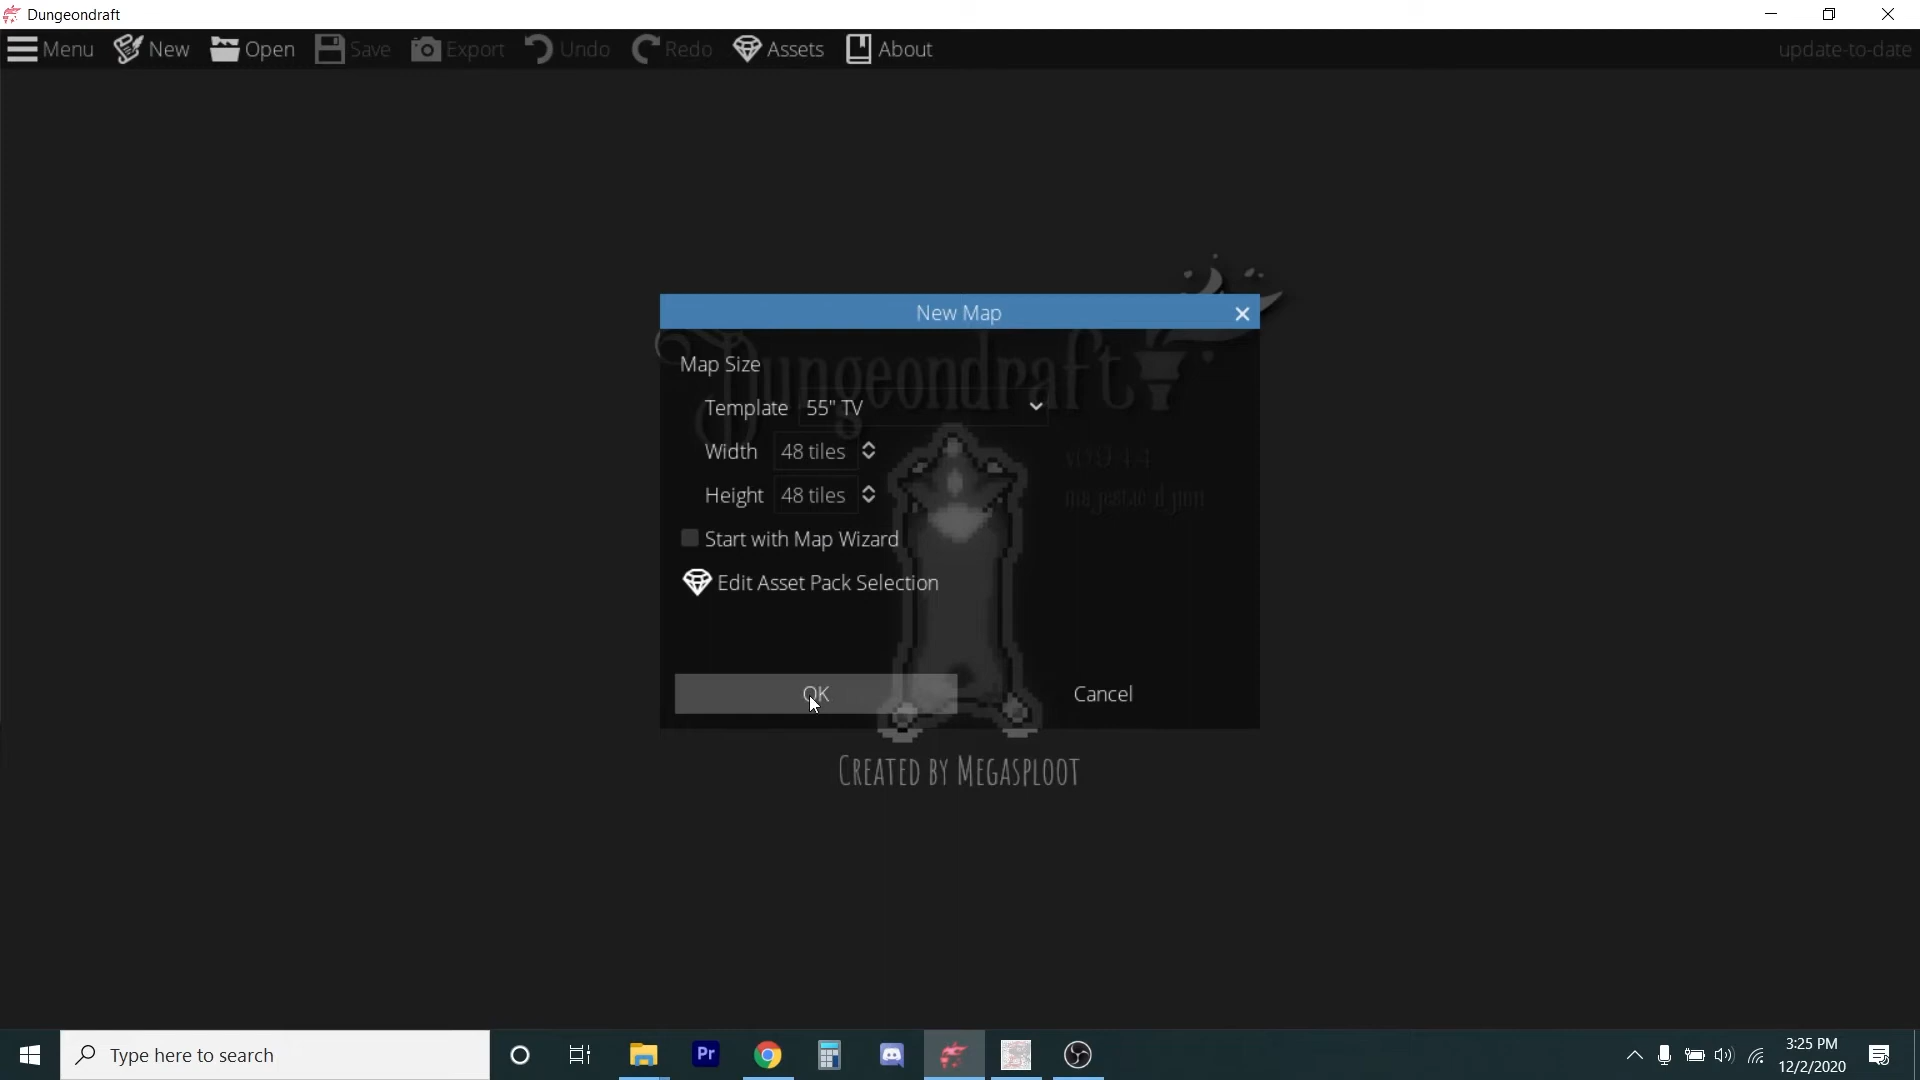 Dungeondraft
Menu New Open Save Export Undo Redo Assets About update-to-date
New Map
Dungeondraft
Map Size
Template 55" TV
Width 48 tiles
Height 48 tiles
Start with Map Wizard
Edit Asset Pack Selection
OK Cancel
CREATED BY MEGASPLOOT
Type here to search
Pr
3:25 PM
12/2/2020